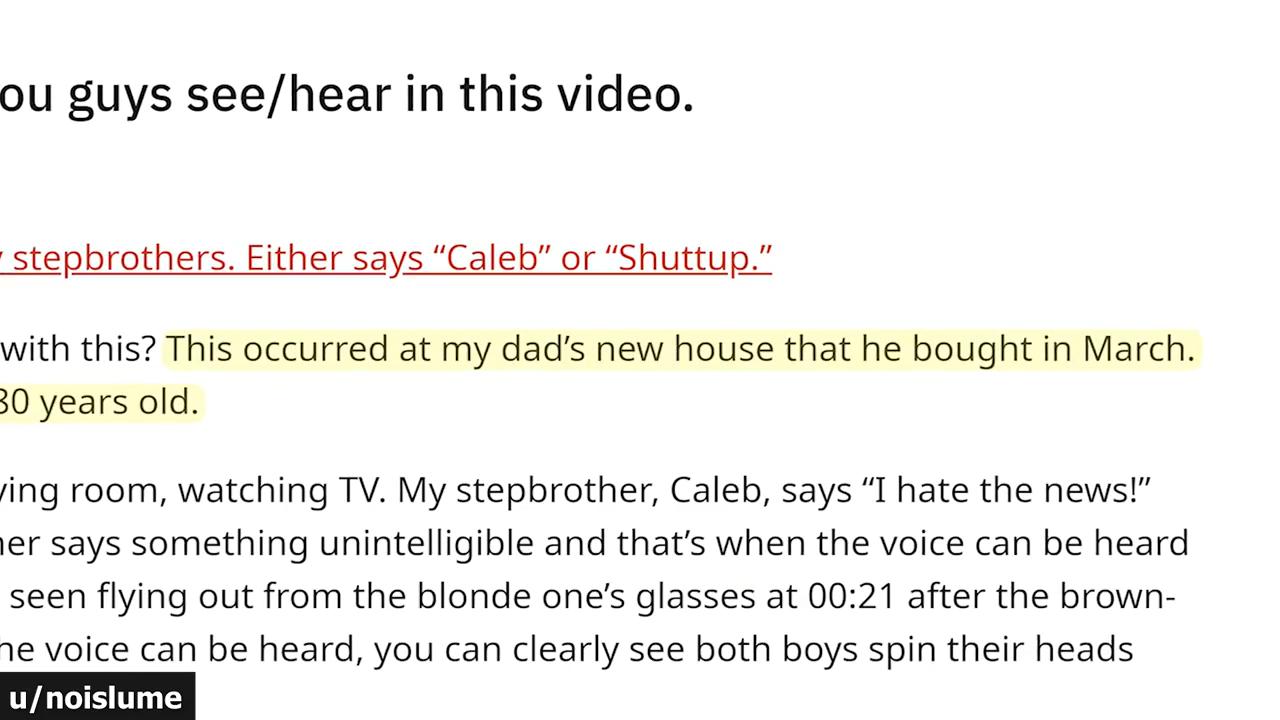 ou guys see/hear in this video.
stepbrothers. Either says “Caleb” or “Shuttup.”
with this? This occurred at my dad’s new house that he bought in March.
30 years old.
ying room, watching TV. My stepbrother, Caleb, says “I hate the news!”
her says something unintelligible and that’s when the voice can be heard
seen flying out from the blonde one’s glasses at 00:21 after the brown-
he voice can be heard, you can clearly see both boys spin their heads
u/noislume